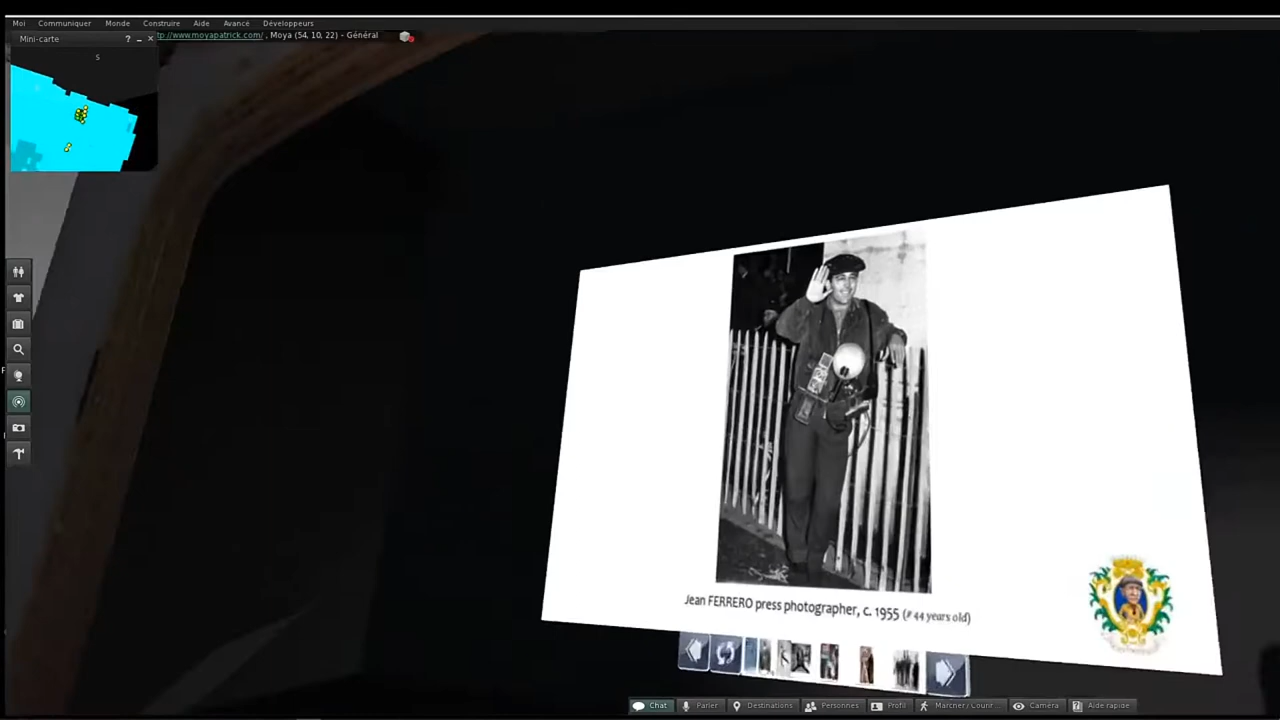 Moi Communiquer Monde Construire Aide Avancé Développeurs
Mini-carte ? _ ×
tp://www.moyapatrick.com/ , Moya (54, 10, 22) - Général
S
Jean FERRERO press photographer, c. 1955 (# 44 years old)
Chat Parler Destinations Personnes Profil Marcher / Courir... Caméra Aide rapide